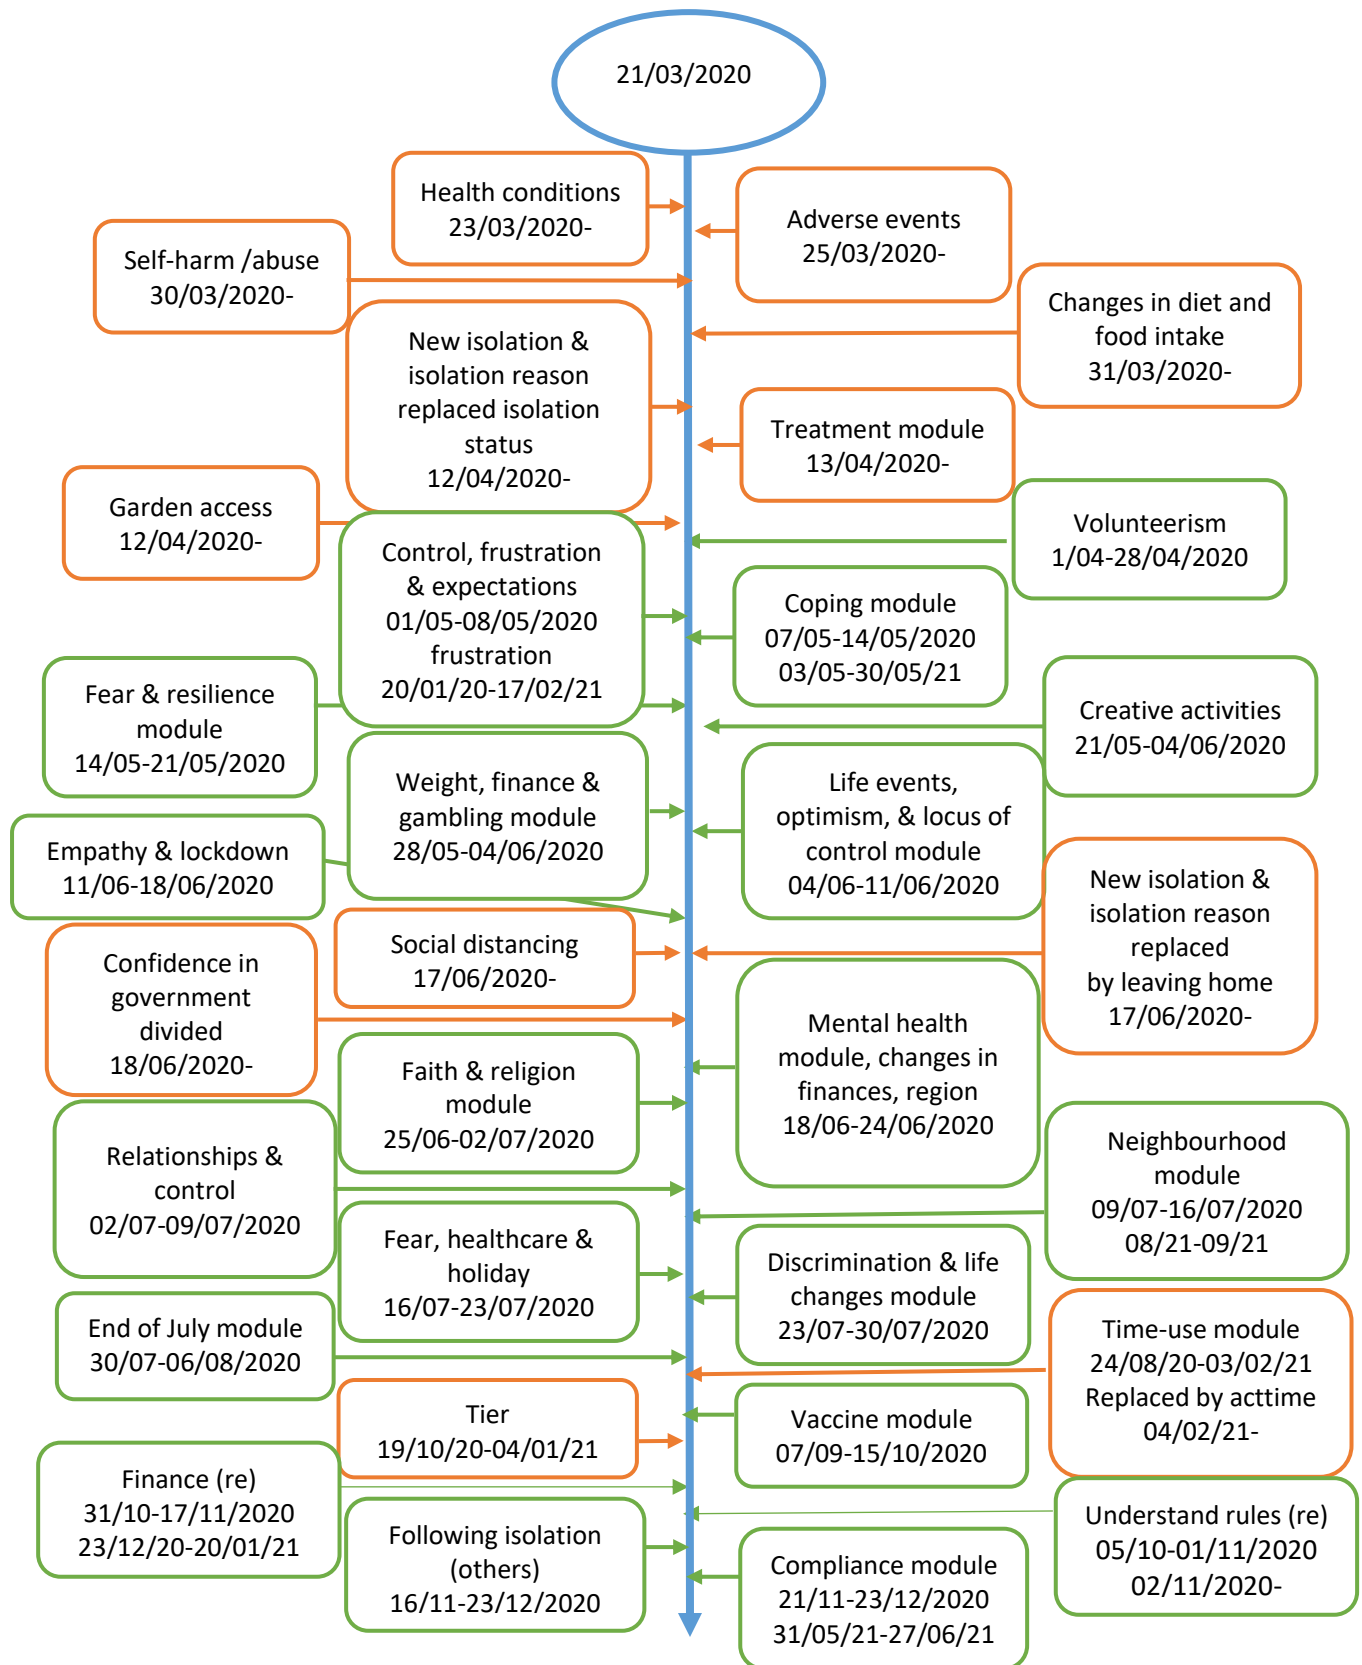 21/03/2020
Health conditions
23/03/2020-
Adverse events
25/03/2020-
Self-harm /abuse
30/03/2020-
Changes in diet and
food intake
31/03/2020-
New isolation &
isolation reason
replaced isolation
status
12/04/2020-
Treatment module
13/04/2020-
Garden access
12/04/2020-
Volunteerism
1/04-28/04/2020
Control, frustration
& expectations
01/05-08/05/2020
frustration
20/01/20-17/02/21
Coping module
07/05-14/05/2020
03/05-30/05/21
Fear & resilience
module
14/05-21/05/2020
Creative activities
21/05-04/06/2020
Weight, finance &
gambling module
28/05-04/06/2020
Life events,
optimism, & locus of
control module
04/06-11/06/2020
Empathy & lockdown
11/06-18/06/2020
New isolation &
isolation reason
replaced
by leaving home
17/06/2020-
Social distancing
17/06/2020-
Confidence in
government
divided
18/06/2020-
Mental health
module, changes in
finances, region
18/06-24/06/2020
Faith & religion
module
25/06-02/07/2020
Relationships &
control
02/07-09/07/2020
Neighbourhood
module
09/07-16/07/2020
08/21-09/21
Fear, healthcare &
holiday
16/07-23/07/2020
Discrimination & life
changes module
23/07-30/07/2020
End of July module
30/07-06/08/2020
Time-use module
24/08/20-03/02/21
Replaced by acttime
04/02/21-
Tier
19/10/20-04/01/21
Vaccine module
07/09-15/10/2020
Finance (re)
31/10-17/11/2020
23/12/20-20/01/21
Understand rules (re)
05/10-01/11/2020
02/11/2020-
Following isolation
(others)
16/11-23/12/2020
Compliance module
21/11-23/12/2020
31/05/21-27/06/21